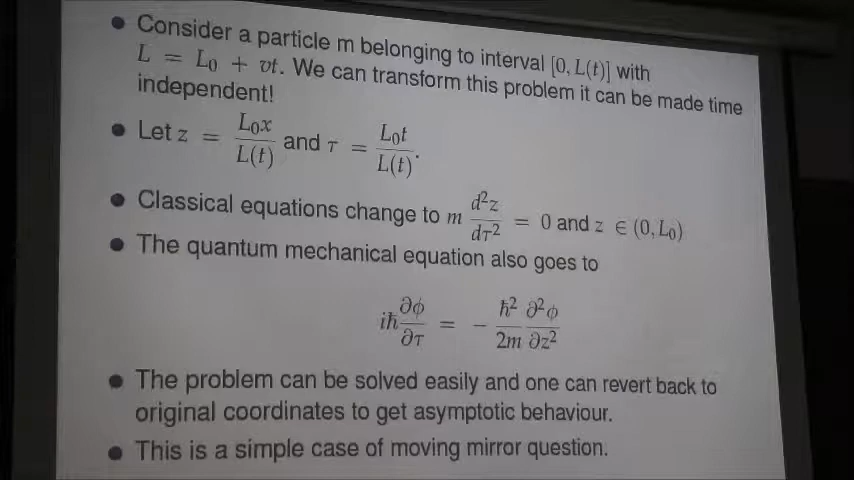 • Consider a particle m belonging to interval [0, L(t)] with
L = L₀ + vt. We can transform this problem it can be made time
independent!
• Let z = L₀x / L(t) and τ = L₀t / L(t).
• Classical equations change to m d²z / dτ² = 0 and z ∈ (0, L₀)
• The quantum mechanical equation also goes to
iħ ∂ϕ / ∂τ = − ħ² / 2m ∂²ϕ / ∂z²
• The problem can be solved easily and one can revert back to
original coordinates to get asymptotic behaviour.
• This is a simple case of moving mirror question.